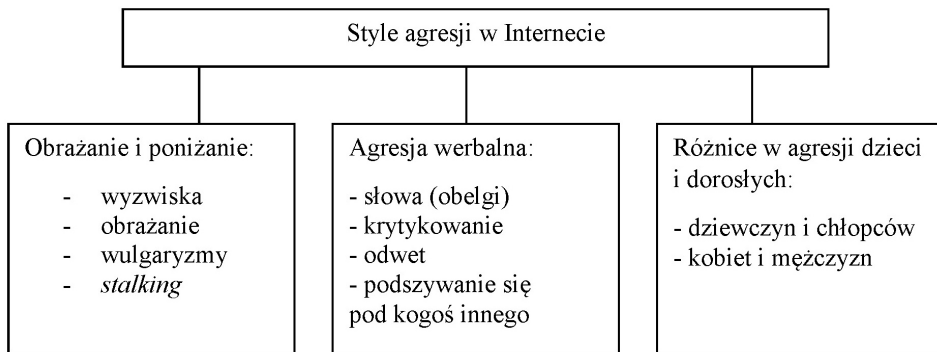 Style agresji w Internecie
Obrażanie i poniżanie:
- wyzwiska
- obrażanie
- wulgaryzmy
- stalking
Agresja werbalna:
- słowa (obelgi)
- krytykowanie
- odwet
- podszywanie się
pod kogoś innego
Różnice w agresji dzieci
i dorosłych:
- dziewczyn i chłopców
- kobiet i mężczyzn